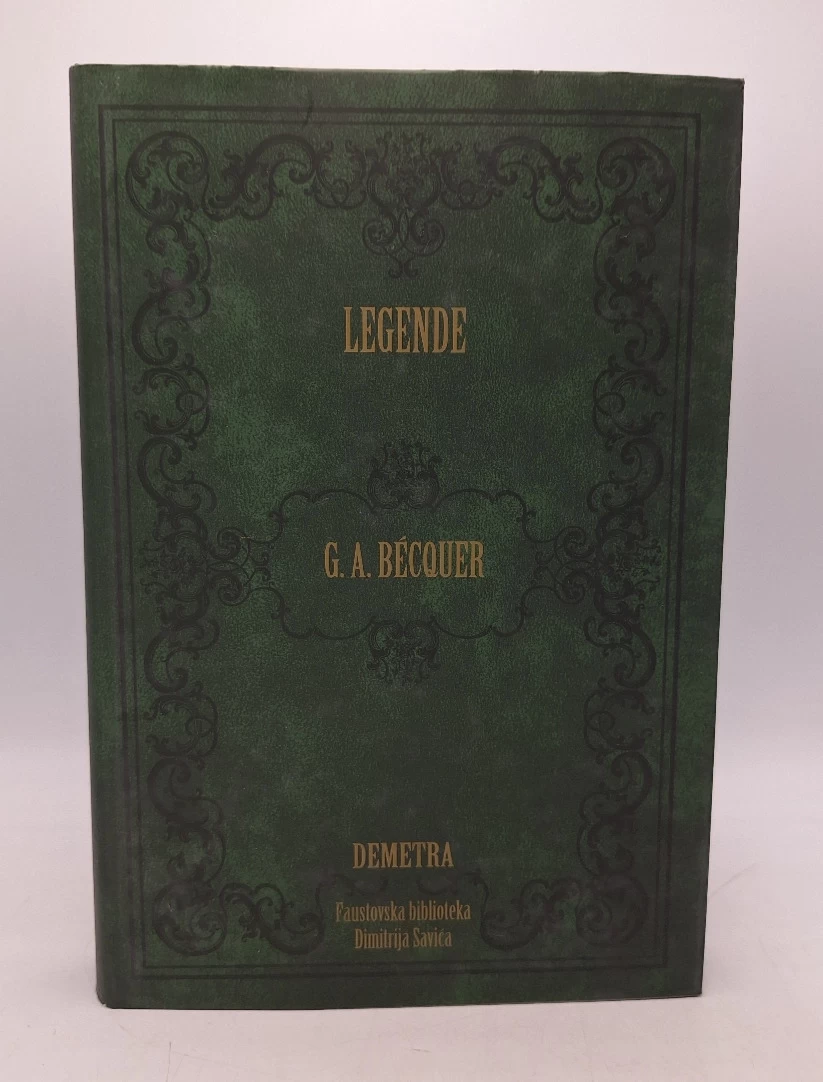 LEGENDE
G. A. BÉCQUER
DEMETRA
Faustovska biblioteka
Dimitrija Savića